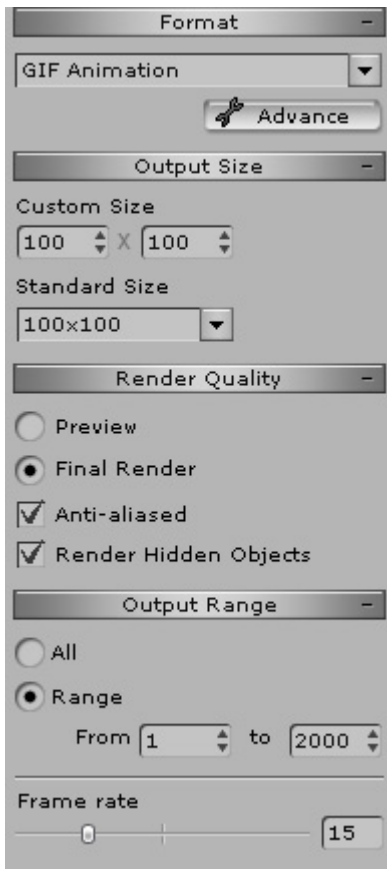 Format
GIF Animation
Advance
Output Size
Custom Size
100 X 100
Standard Size
100x100
Render Quality
Preview
Final Render
Anti-aliased
Render Hidden Objects
Output Range
All
Range
From 1 to 2000
Frame rate
15